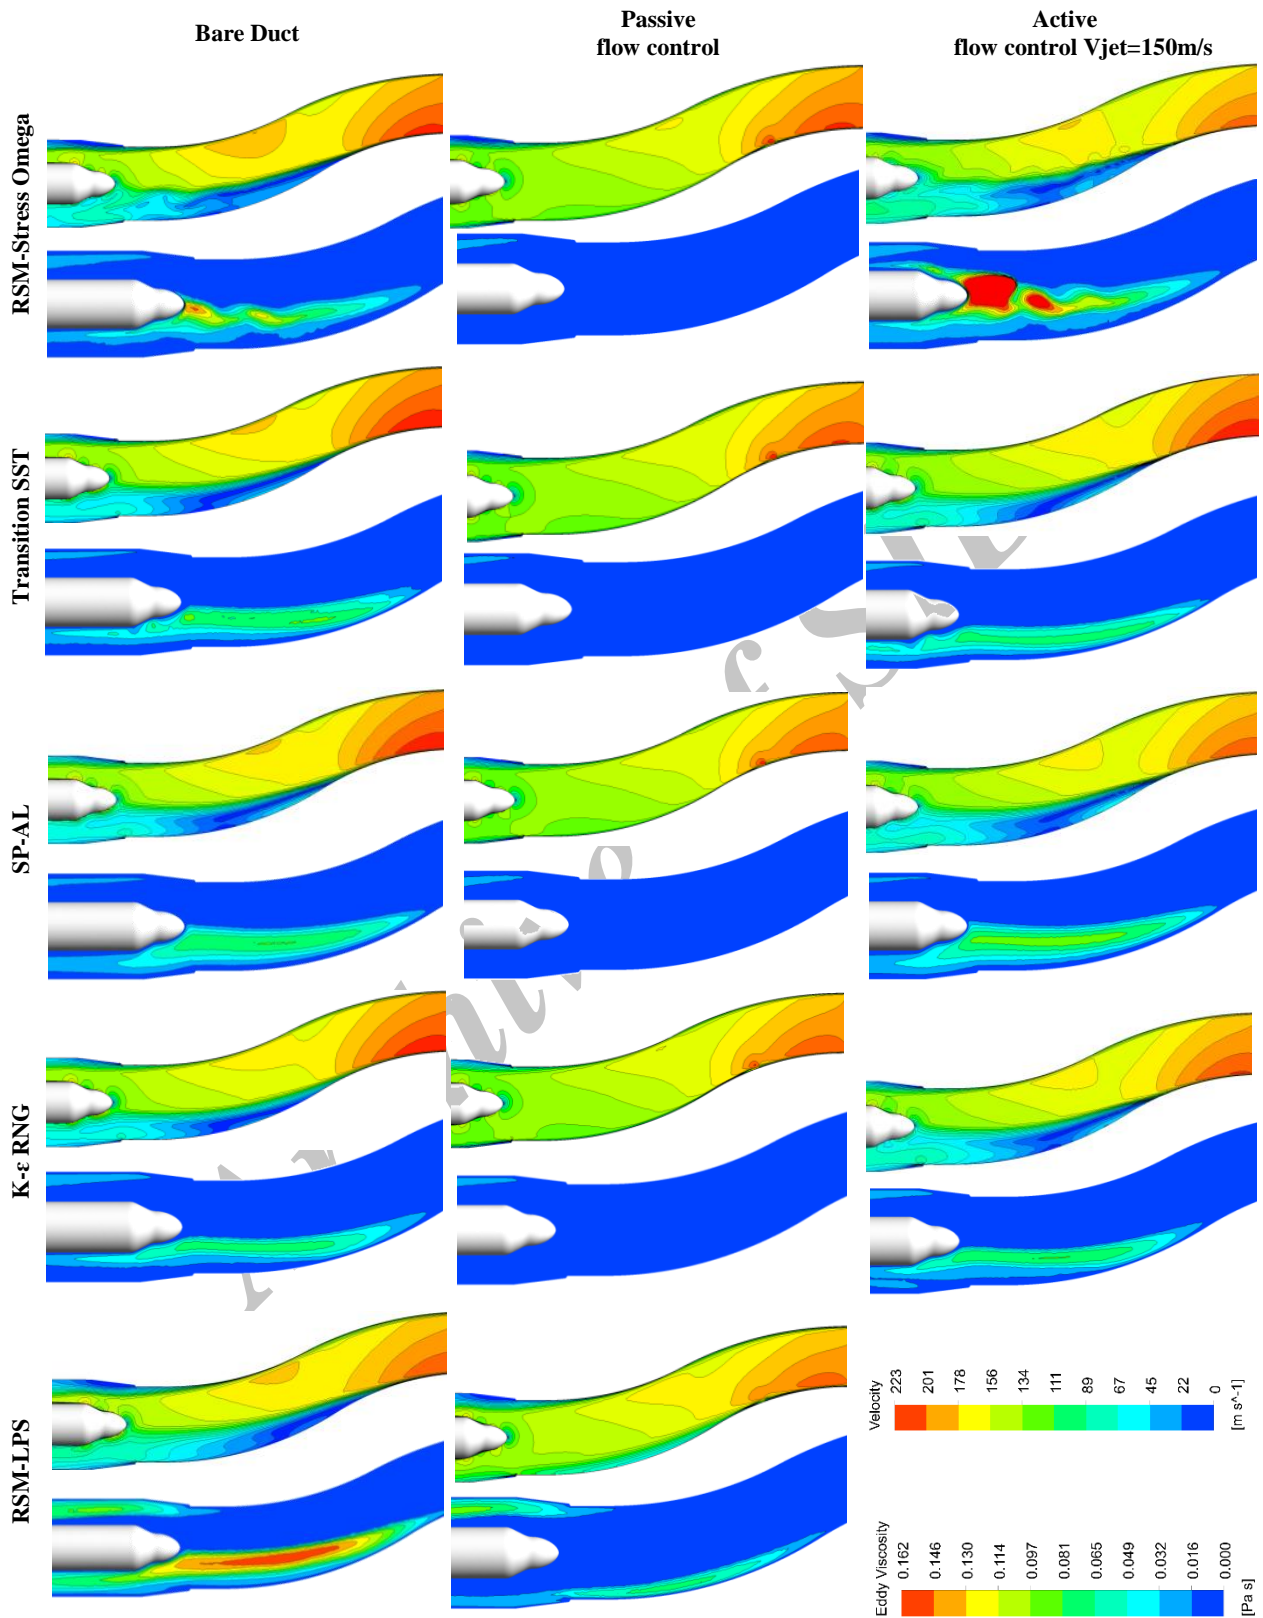 Bare Duct
Passive
flow control
Active
flow control Vjet=150m/s
RSM-Stress Omega
Transition SST
SP-AL
K-ε RNG
RSM-LPS
Velocity
223
201
178
156
134
111
89
67
45
22
0
[m s^-1]
Eddy Viscosity
0.162
0.146
0.130
0.114
0.097
0.081
0.065
0.049
0.032
0.016
0.000
[Pa s]